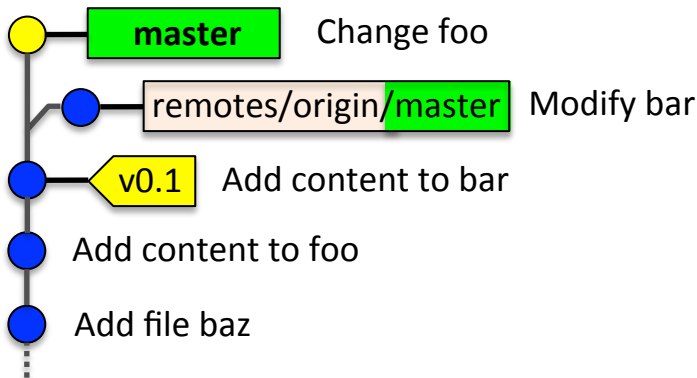 master Change foo
remotes/origin/master Modify bar
v0.1 Add content to bar
Add content to foo
Add file baz